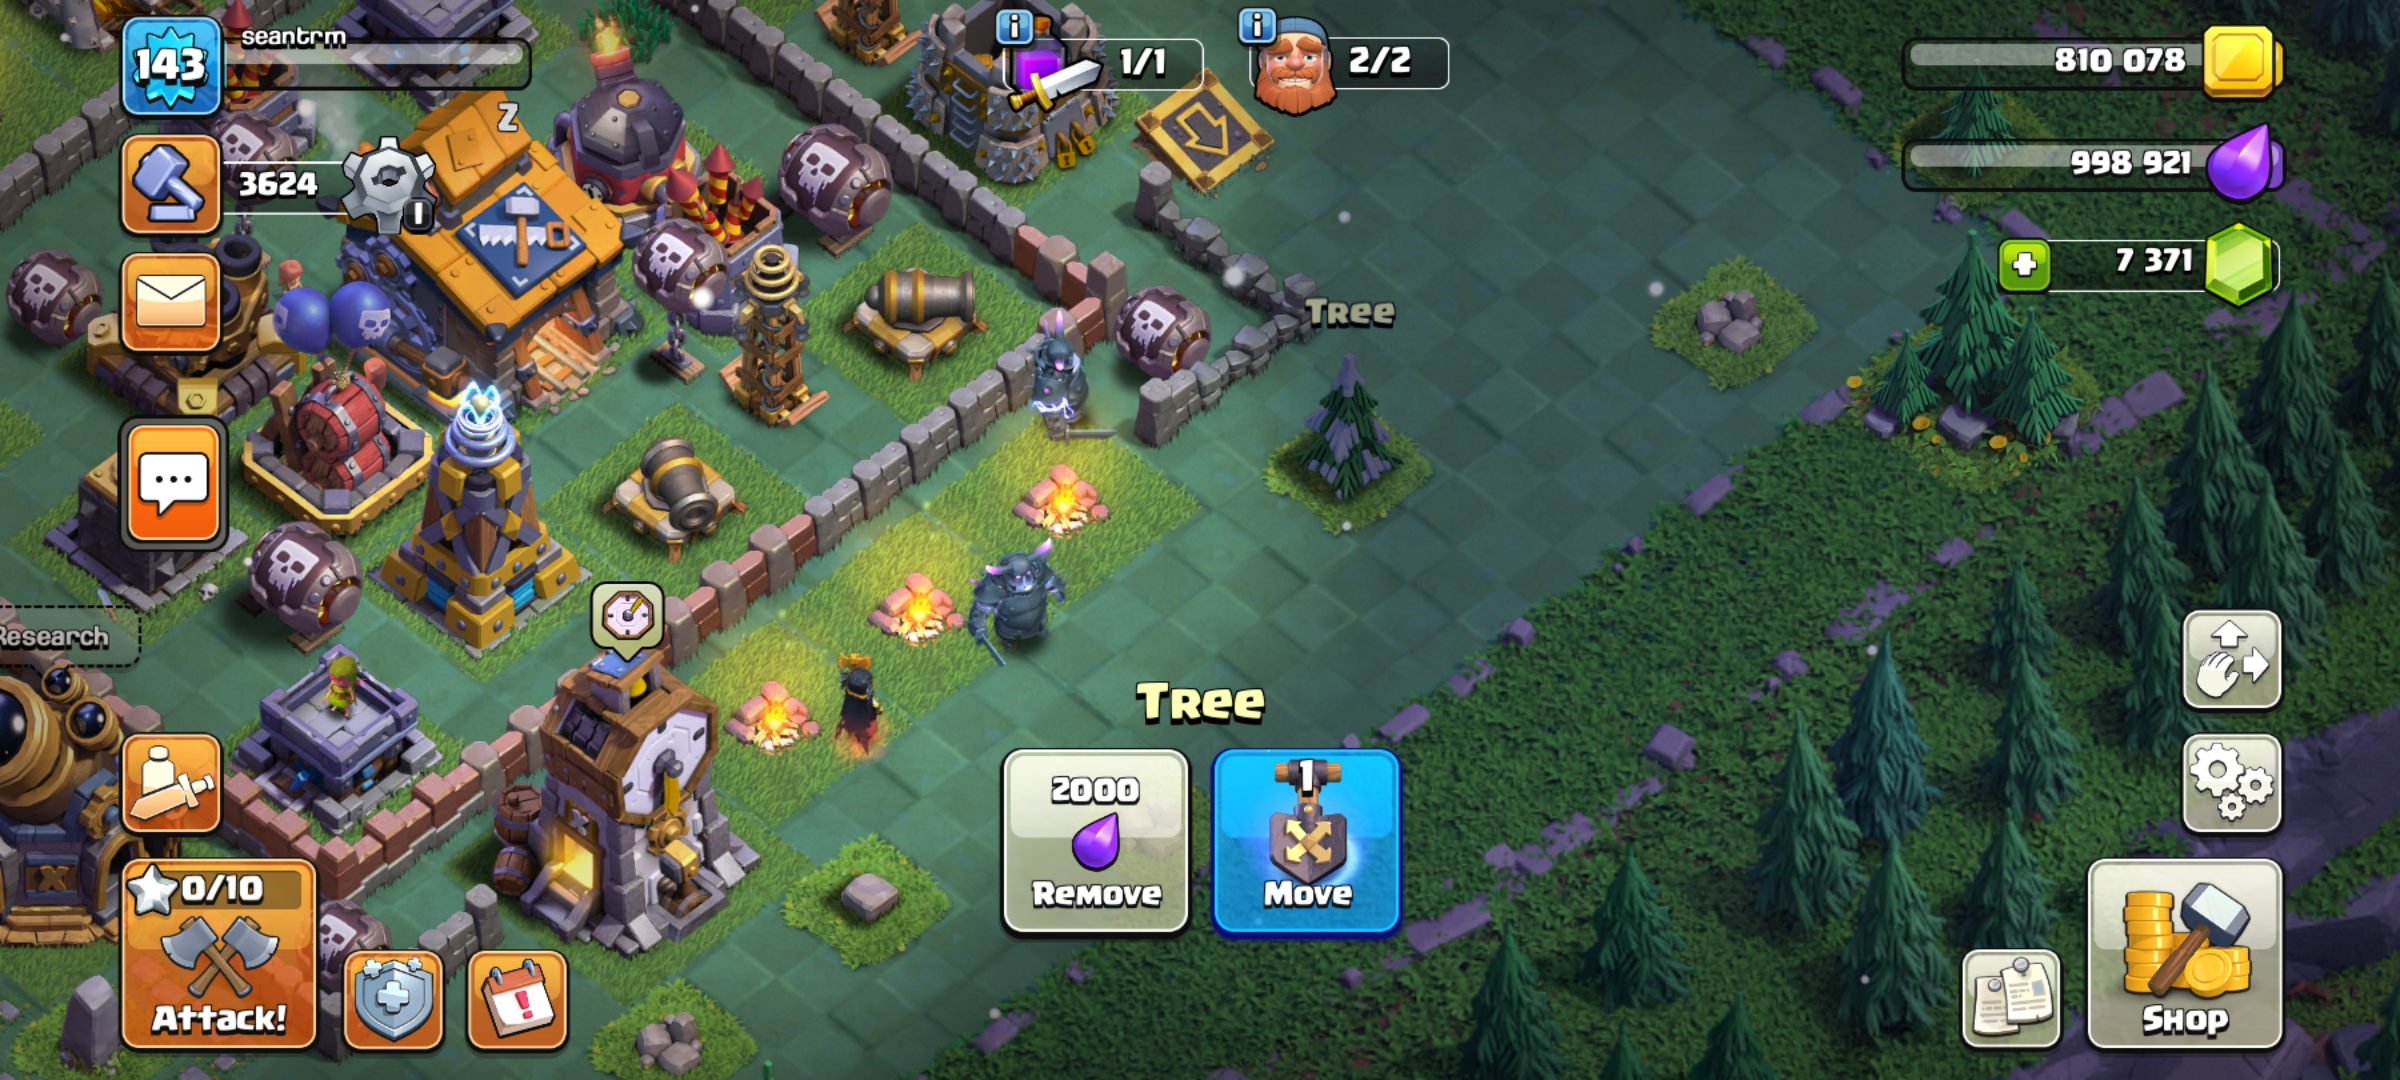 143
seantrm
1/1
2/2
810 078
Z
3624
I
998 921
7 371
Tree
Research
Tree
2000
Remove
1
Move
0/10
Attack!
Shop